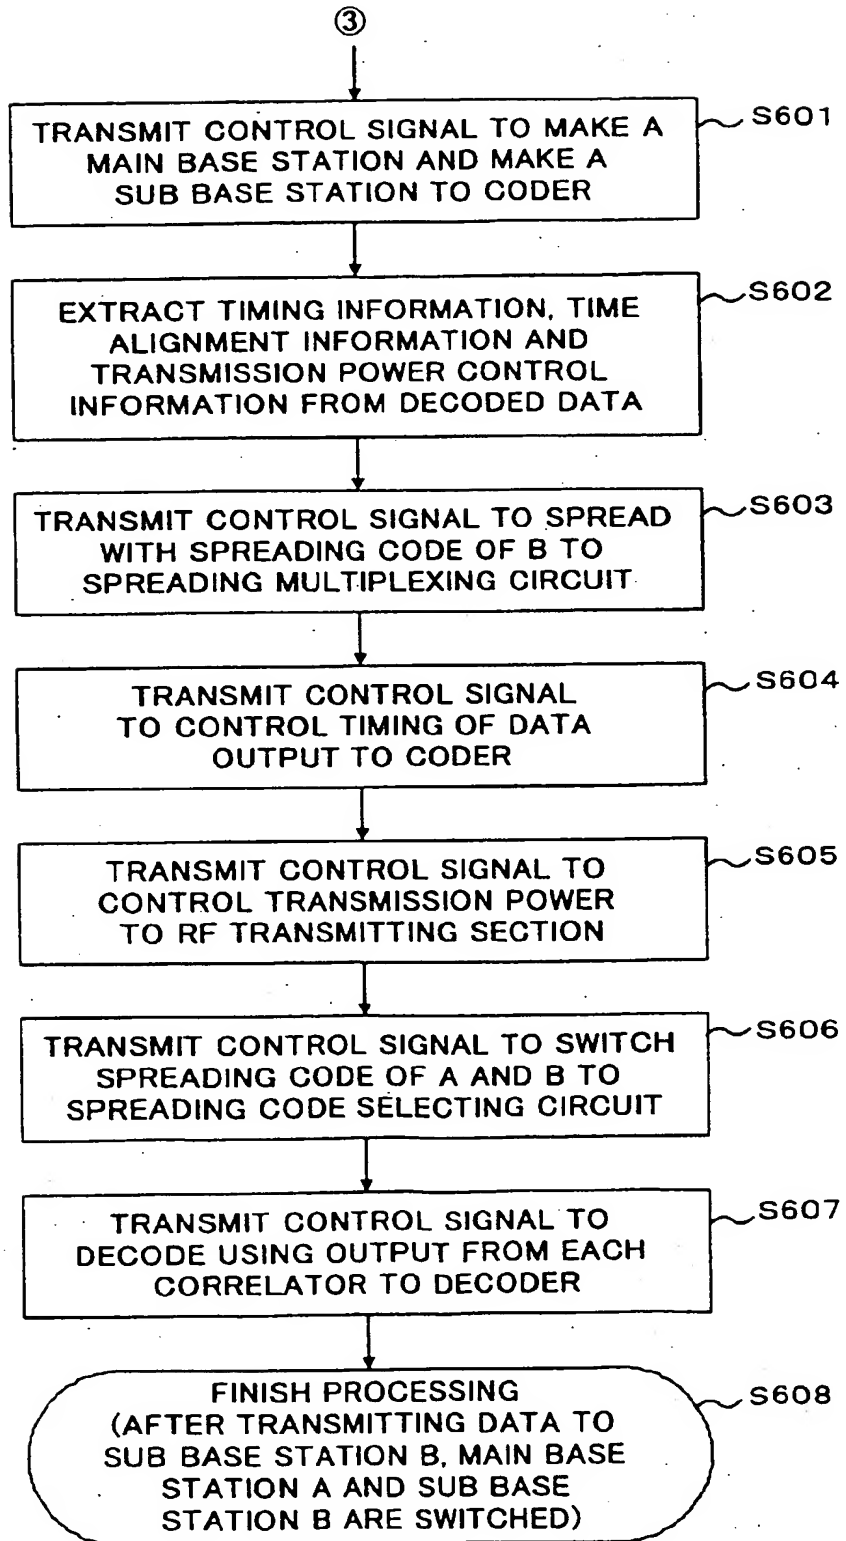 ③
TRANSMIT CONTROL SIGNAL TO MAKE A
MAIN BASE STATION AND MAKE A
SUB BASE STATION TO CODER
S601
EXTRACT TIMING INFORMATION, TIME
ALIGNMENT INFORMATION AND
TRANSMISSION POWER CONTROL
INFORMATION FROM DECODED DATA
S602
TRANSMIT CONTROL SIGNAL TO SPREAD
WITH SPREADING CODE OF B TO
SPREADING MULTIPLEXING CIRCUIT
S603
TRANSMIT CONTROL SIGNAL
TO CONTROL TIMING OF DATA
OUTPUT TO CODER
S604
TRANSMIT CONTROL SIGNAL TO
CONTROL TRANSMISSION POWER
TO RF TRANSMITTING SECTION
S605
TRANSMIT CONTROL SIGNAL TO SWITCH
SPREADING CODE OF A AND B TO
SPREADING CODE SELECTING CIRCUIT
S606
TRANSMIT CONTROL SIGNAL TO
DECODE USING OUTPUT FROM EACH
CORRELATOR TO DECODER
S607
FINISH PROCESSING
(AFTER TRANSMITTING DATA TO
SUB BASE STATION B, MAIN BASE
STATION A AND SUB BASE
STATION B ARE SWITCHED)
S608